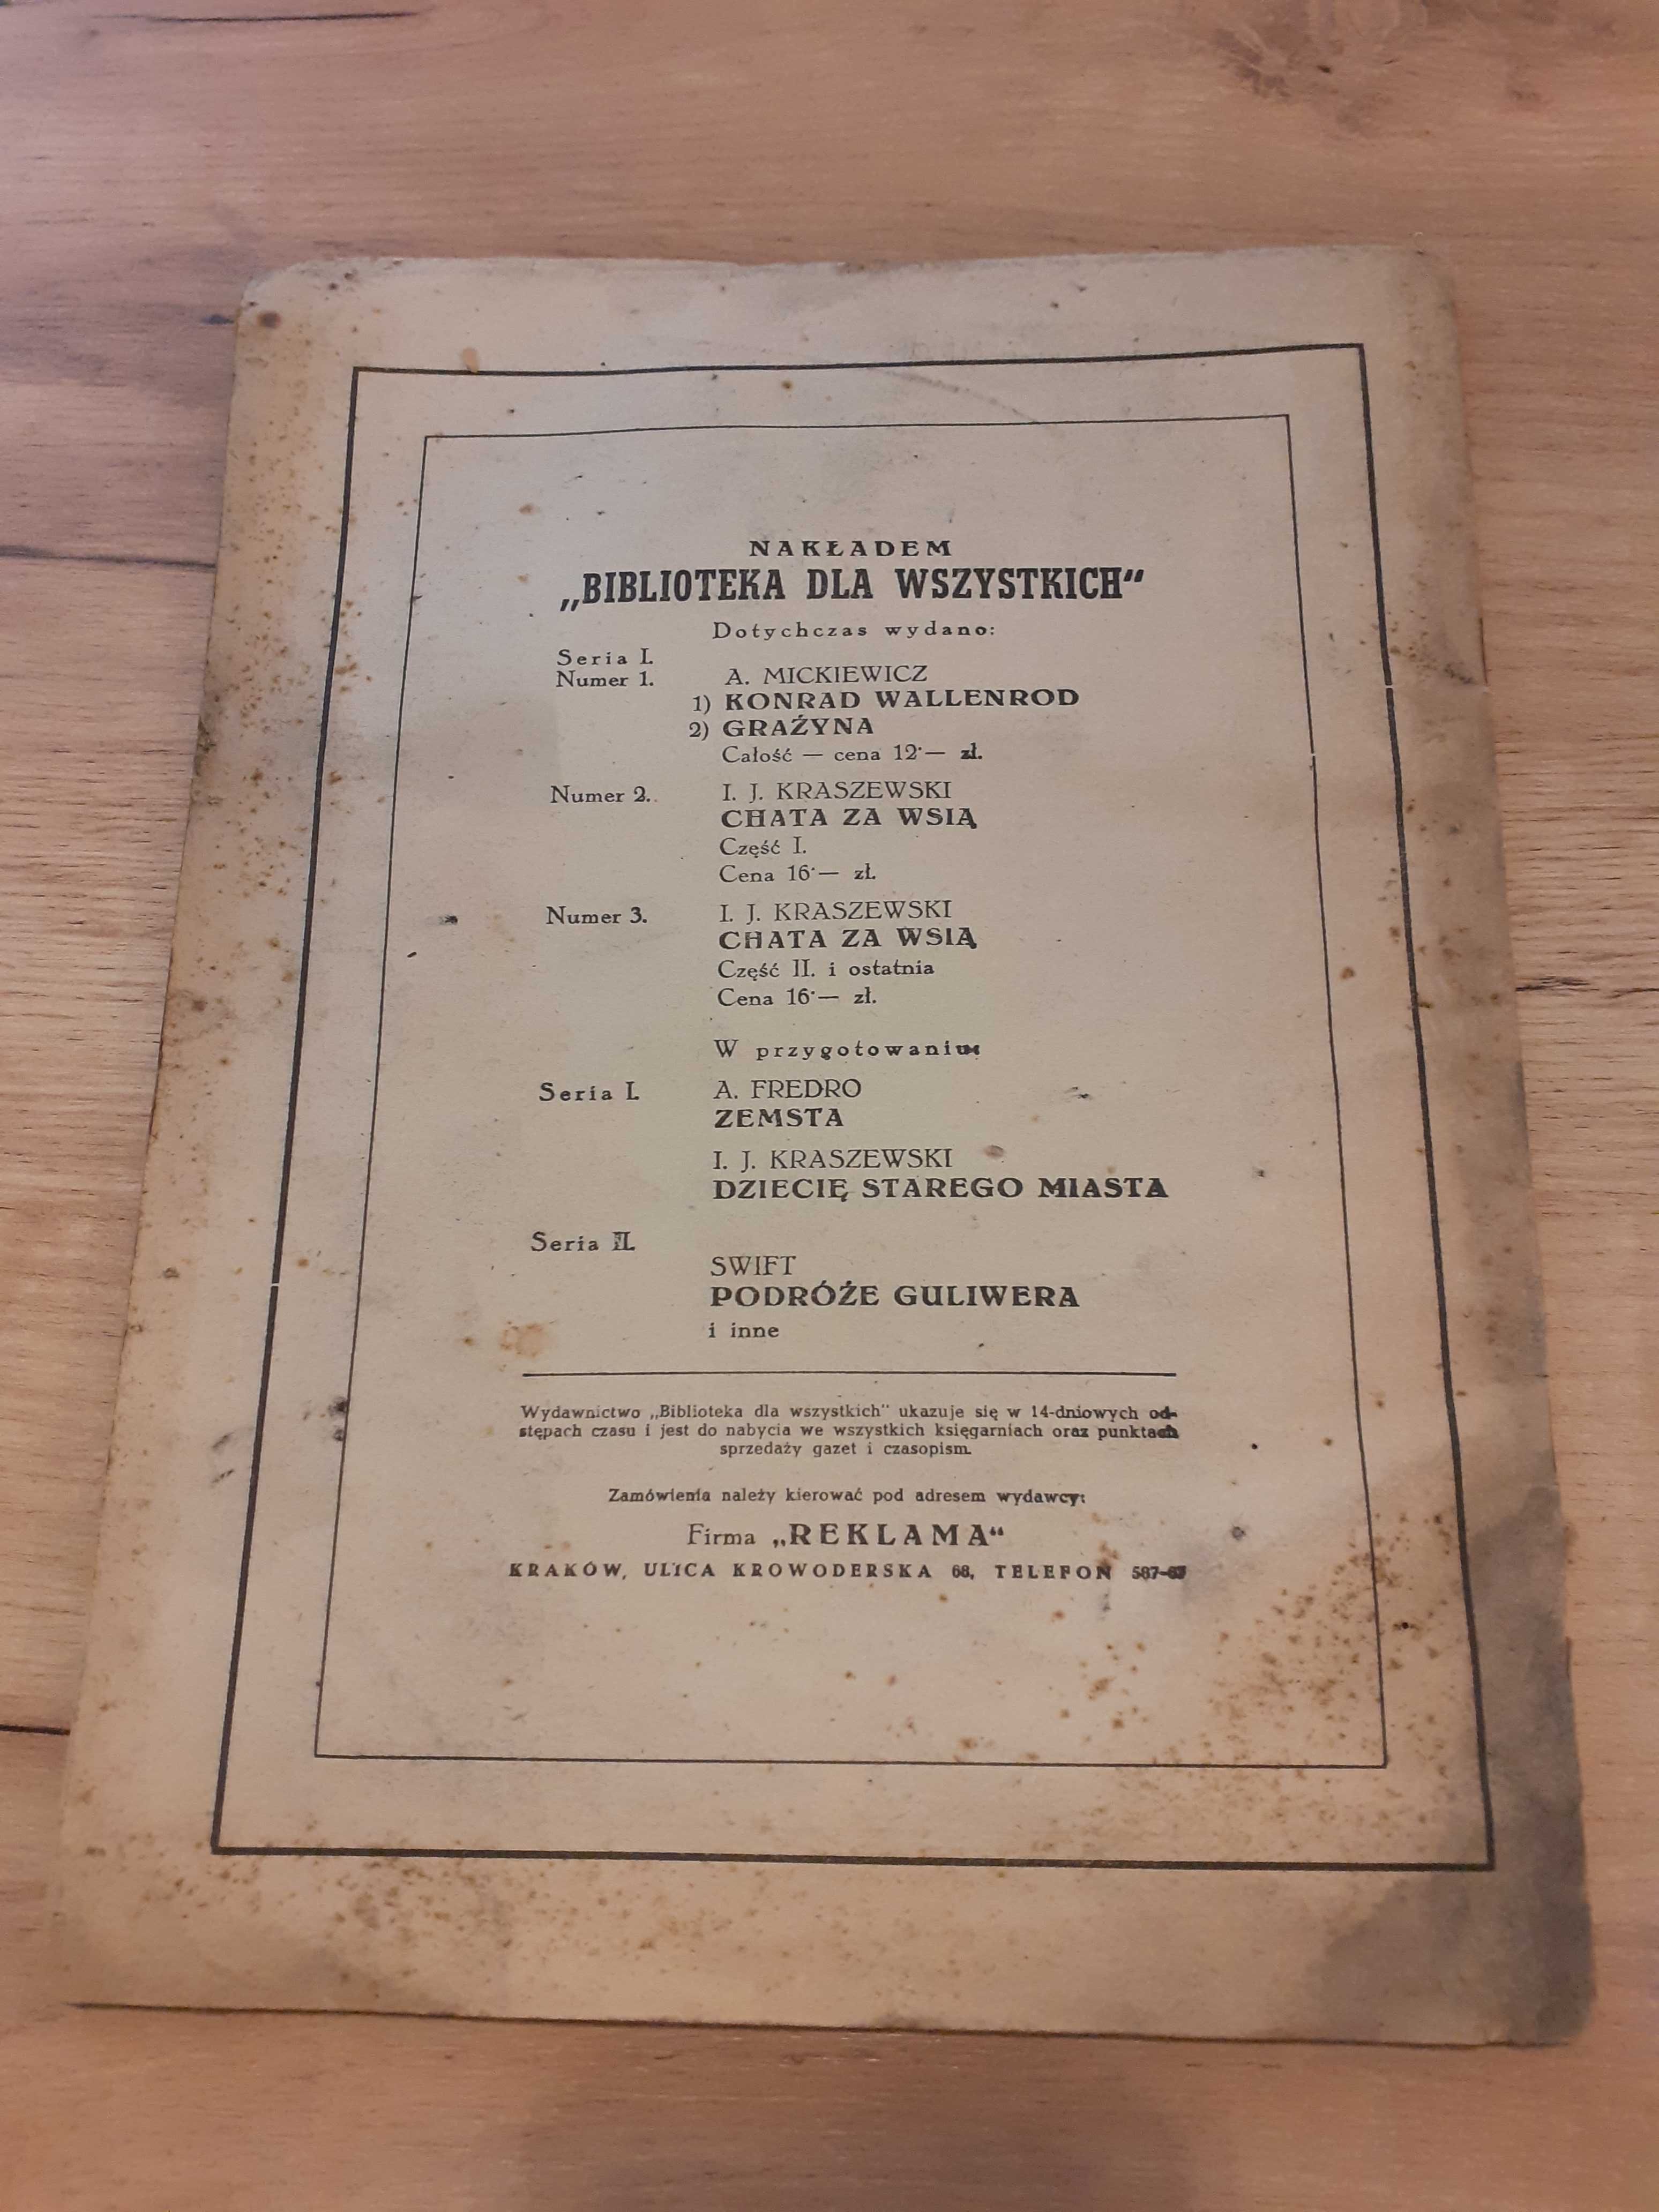 NAKŁADEM
„BIBLIOTEKA DLA WSZYSTKICH“
Dotychczas wydano:
Seria I.
Numer 1. A. MICKIEWICZ
1) KONRAD WALLENROD
2) GRAŻYNA
Całość — cena 12·— zł.
Numer 2. I. J. KRASZEWSKI
CHATA ZA WSIĄ
Część I.
Cena 16·— zł.
Numer 3. I. J. KRASZEWSKI
CHATA ZA WSIĄ
Część II. i ostatnia
Cena 16·— zł.
W przygotowaniu:
Seria I. A. FREDRO
ZEMSTA
I. J. KRASZEWSKI
DZIECIĘ STAREGO MIASTA
Seria II.
SWIFT
PODRÓŻE GULIWERA
i inne
Wydawnictwo „Biblioteka dla wszystkich" ukazuje się w 14-dniowych od-
stępach czasu i jest do nabycia we wszystkich księgarniach oraz punktach
sprzedaży gazet i czasopism.
Zamówienia należy kierować pod adresem wydawcy:
Firma „REKLAMA“
KRAKÓW, ULICA KROWODERSKA 68, TELEFON